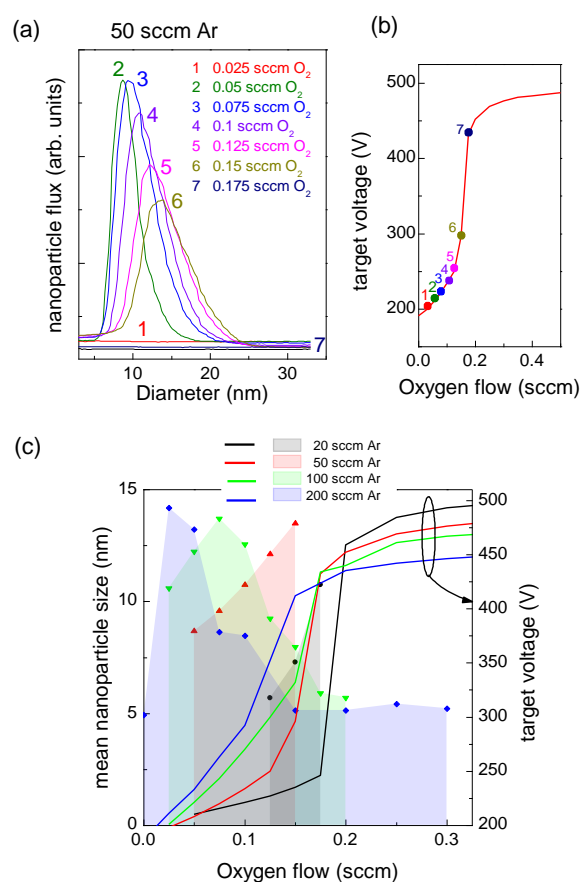 (a)
50 sccm Ar
2
3
4
5
6
1
7
1 0.025 sccm O2
2 0.05 sccm O2
3 0.075 sccm O2
4 0.1 sccm O2
5 0.125 sccm O2
6 0.15 sccm O2
7 0.175 sccm O2
nanoparticle flux (arb. units)
10 20 30
Diameter (nm)
(b)
500
400
300
200
target voltage (V)
1
2
3
4
5
6
7
0.0 0.2 0.4
Oxygen flow (sccm)
(c)
20 sccm Ar
50 sccm Ar
100 sccm Ar
200 sccm Ar
15
10
5
0
mean nanoparticle size (nm)
500
450
400
350
300
250
200
target voltage (V)
0.0 0.1 0.2 0.3
Oxygen flow (sccm)